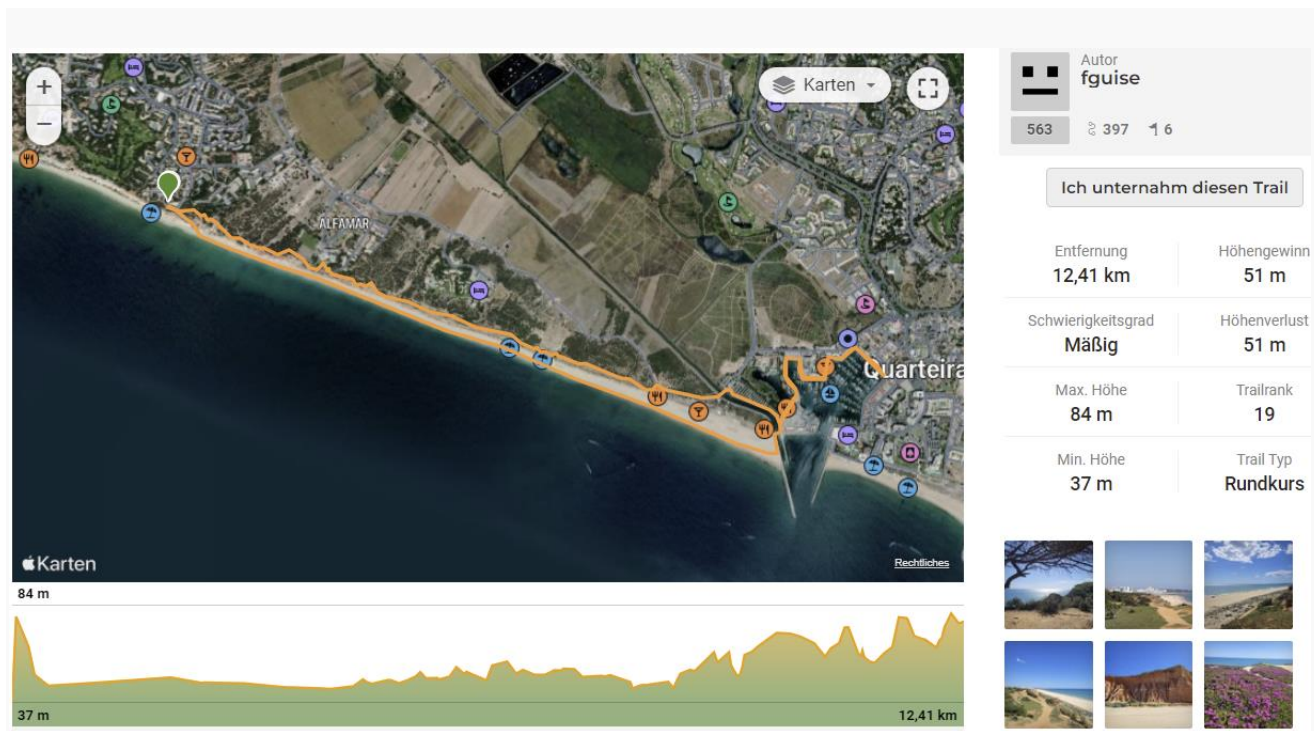 +
−
Karten
ALFAMAR
Quarteira
Karten
Rechtliches
84 m
37 m
12,41 km
Autor
fguise
563
397
6
Ich unternahm diesen Trail
Entfernung
12,41 km
Höhengewinn
51 m
Schwierigkeitsgrad
Mäßig
Höhenverlust
51 m
Max. Höhe
84 m
Trailrank
19
Min. Höhe
37 m
Trail Typ
Rundkurs